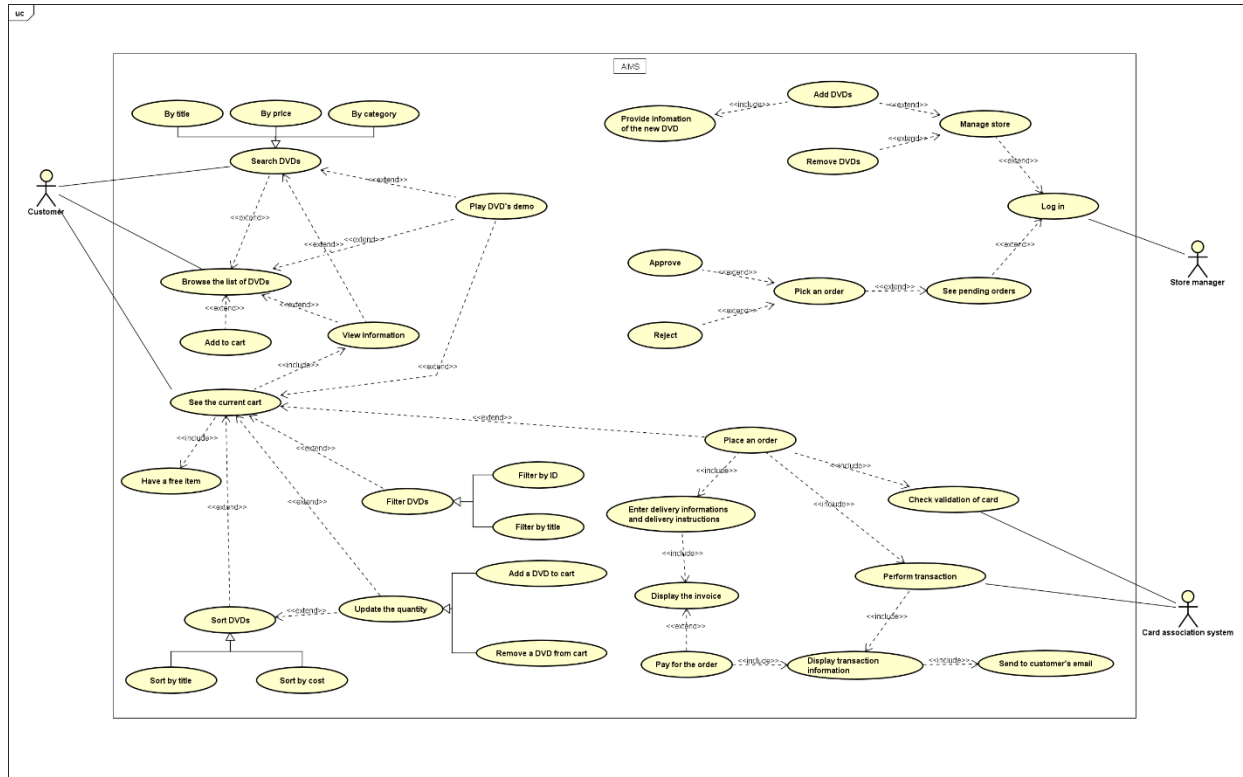 uc
AIMS
By title
By price
By category
Search DVDs
Customer
<<extend>>
Play DVD's demo
<<extend>>
<<extend>>
<<extend>>
Browse the list of DVDs
<<extend>>
<<extend>>
Add to cart
View information
<<include>>
<<extend>>
See the current cart
<<include>>
<<extend>>
Have a free item
<<extend>>
<<extend>>
Filter DVDs
Filter by ID
Filter by title
<<extend>>
Add a DVD to cart
Update the quantity
<<extend>>
Sort DVDs
Remove a DVD from cart
Sort by title
Sort by cost
Add DVDs
<<include>>
<<extend>>
Provide infomation
of the new DVD
Manage store
<<extend>>
Remove DVDs
<<extend>>
Log in
<<extend>>
Store manager
Approve
<<extend>>
Pick an order
<<extend>>
See pending orders
Reject
<<extend>>
Place an order
<<include>>
<<include>>
<<include>>
Enter delivery informations
and delivery instructions
Check validation of card
<<include>>
Perform transaction
Display the invoice
<<include>>
<<extend>>
Card association system
Pay for the order
<<include>>
Display transaction
information
<<include>>
Send to customer's email